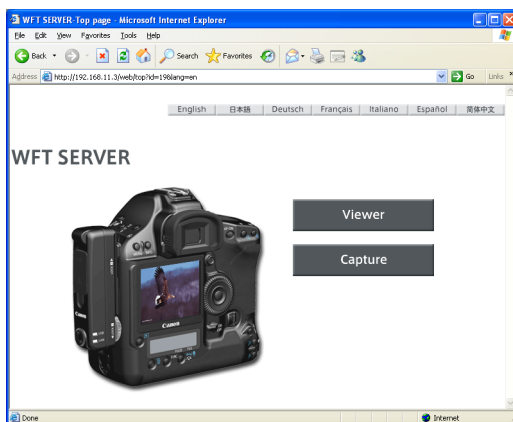 WFT SERVER-Top page - Microsoft Internet Explorer
File Edit View Favorites Tools Help
Back Search Favorites
Address http://192.168.11.3/web/top?id=198&lang=en Go Links »
English 日本語 Deutsch Français Italiano Español 简体中文
WFT SERVER
Viewer
Capture
Canon
Canon
Done Internet